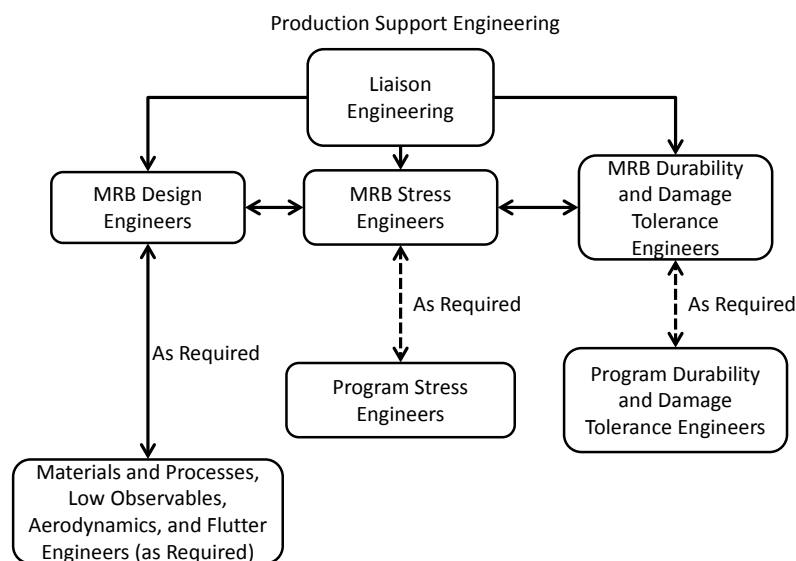 Production Support Engineering
Liaison
Engineering
MRB Design
Engineers
MRB Stress
Engineers
MRB Durability
and Damage
Tolerance
Engineers
As Required
As Required
As Required
Program Stress
Engineers
Program Durability
and Damage
Tolerance Engineers
Materials and Processes,
Low Observables,
Aerodynamics, and Flutter
Engineers (as Required)